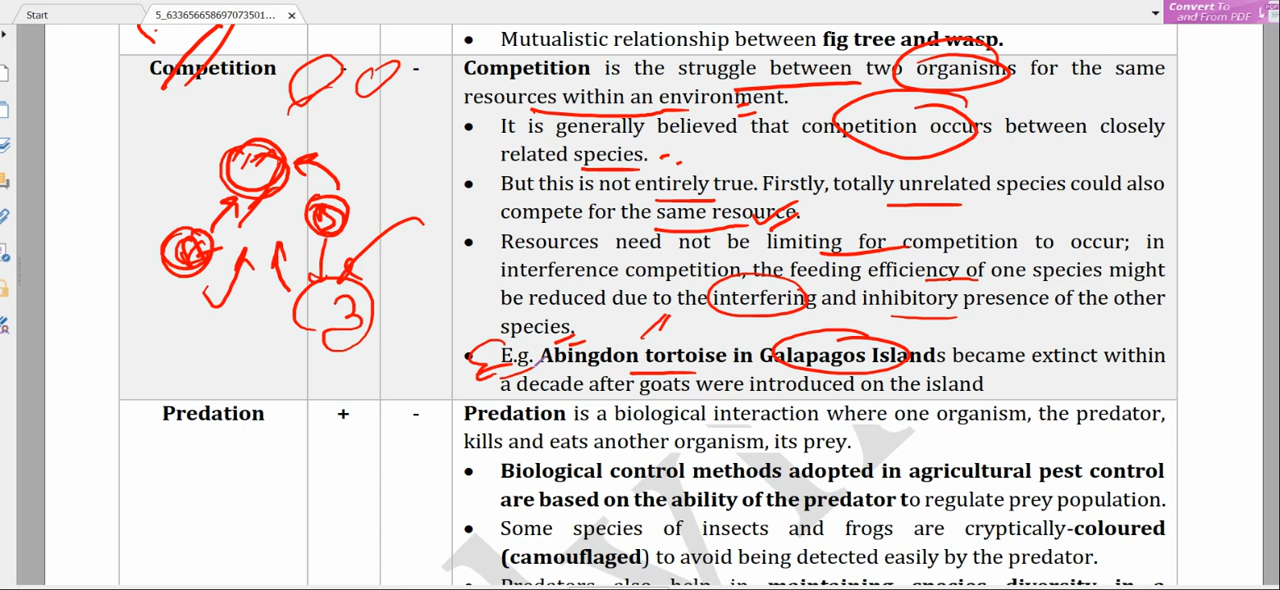 Start
5_633656658697073501...
Convert To
and From PDF
• Mutualistic relationship between fig tree and wasp.
Competition - - Competition is the struggle between two organisms for the same
resources within an environment.
• It is generally believed that competition occurs between closely
related species.
• But this is not entirely true. Firstly, totally unrelated species could also
compete for the same resource.
• Resources need not be limiting for competition to occur; in
interference competition, the feeding efficiency of one species might
be reduced due to the interfering and inhibitory presence of the other
species.
• E.g. Abingdon tortoise in Galapagos Islands became extinct within
a decade after goats were introduced on the island
3
Predation + - Predation is a biological interaction where one organism, the predator,
kills and eats another organism, its prey.
• Biological control methods adopted in agricultural pest control
are based on the ability of the predator to regulate prey population.
• Some species of insects and frogs are cryptically-coloured
(camouflaged) to avoid being detected easily by the predator.
• Predators also help in maintaining species diversity in a